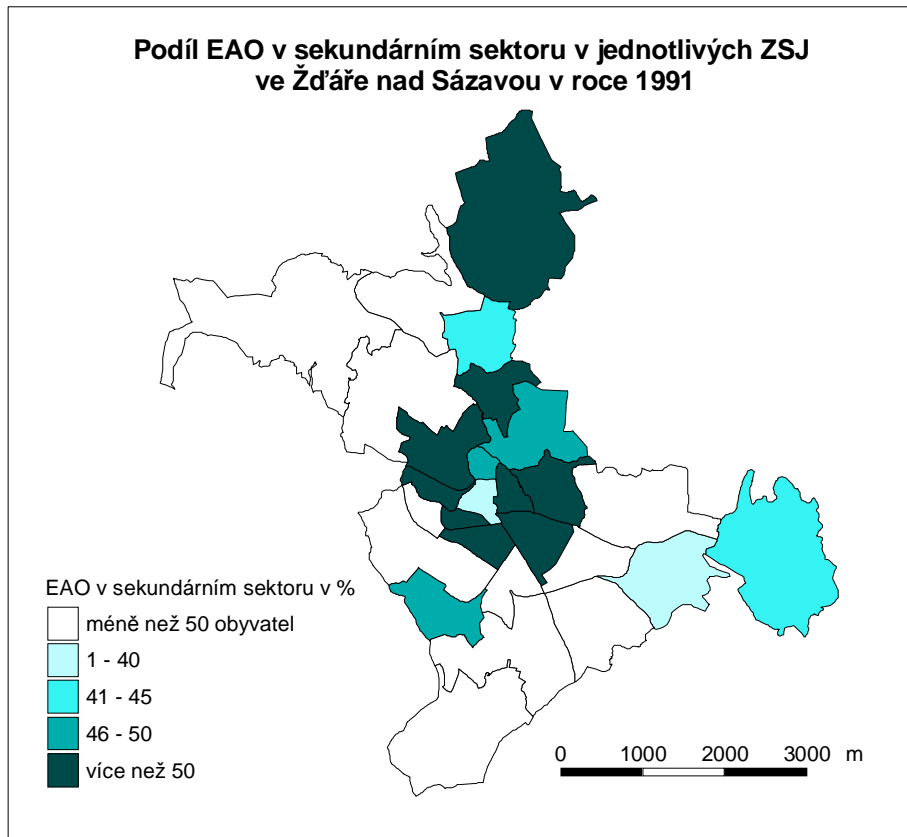 Podíl EAO v sekundárním sektoru v jednotlivých ZSJ
ve Žďáře nad Sázavou v roce 1991
EAO v sekundárním sektoru v %
méně než 50 obyvatel
1 - 40
41 - 45
46 - 50
více než 50
0 1000 2000 3000 m